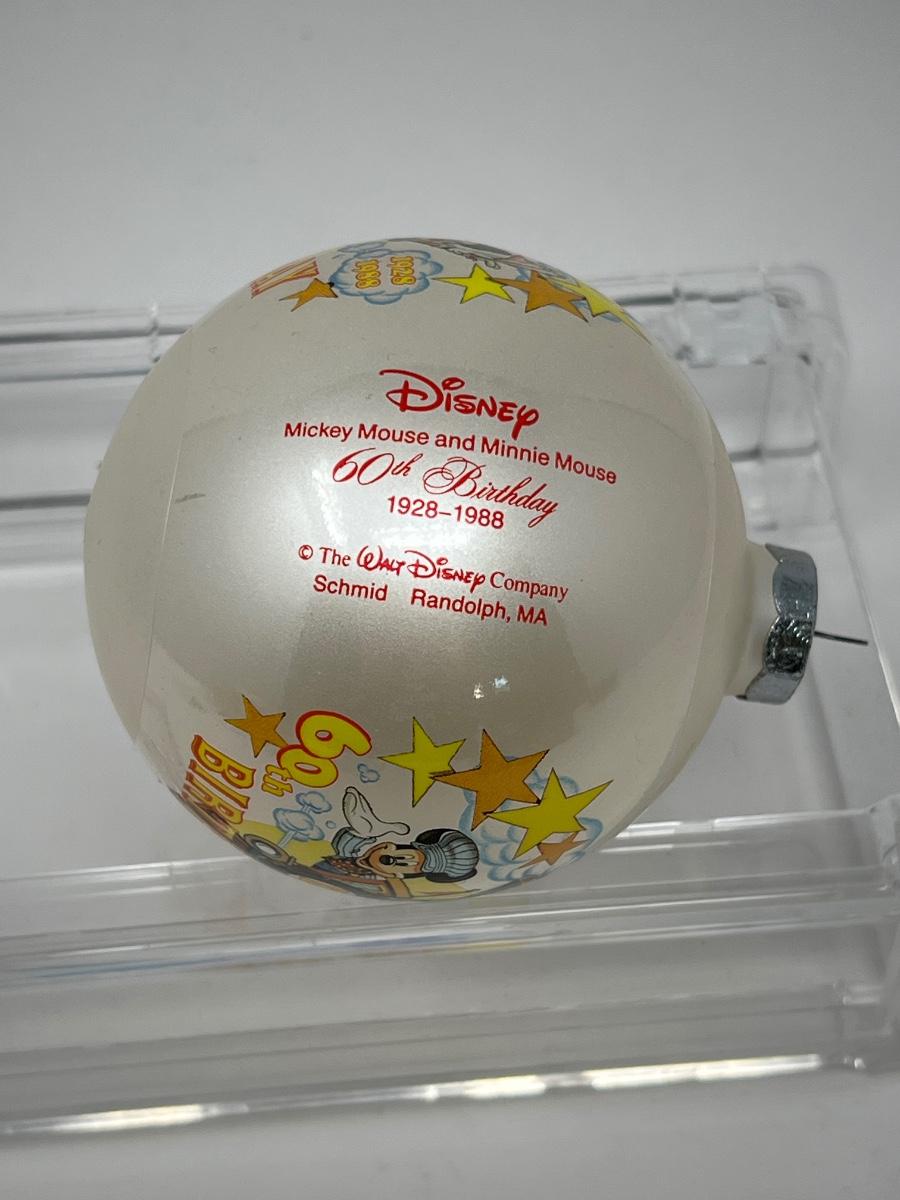 1928
1988
Disney
Mickey Mouse and Minnie Mouse
60th Birthday
1928–1988
© The Walt Disney Company
Schmid Randolph, MA
60th